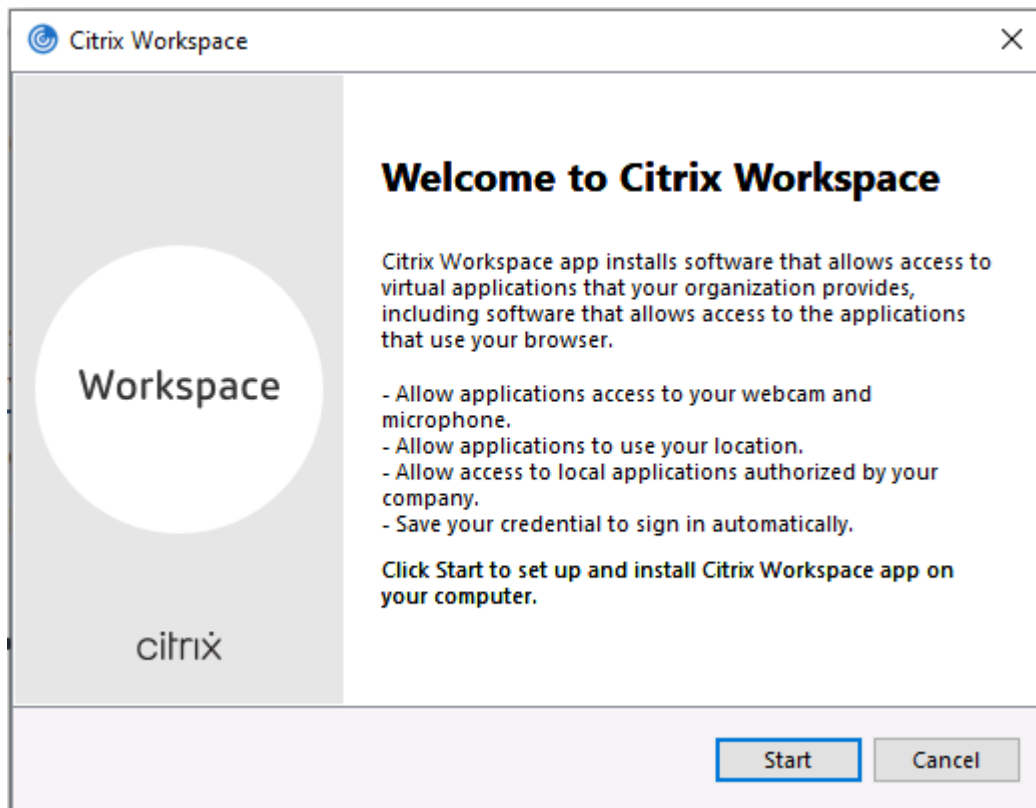 Citrix Workspace
Welcome to Citrix Workspace
Citrix Workspace app installs software that allows access to
virtual applications that your organization provides,
including software that allows access to the applications
that use your browser.
- Allow applications access to your webcam and
microphone.
- Allow applications to use your location.
- Allow access to local applications authorized by your
company.
- Save your credential to sign in automatically.
Click Start to set up and install Citrix Workspace app on
your computer.
Workspace
citrix
Start
Cancel